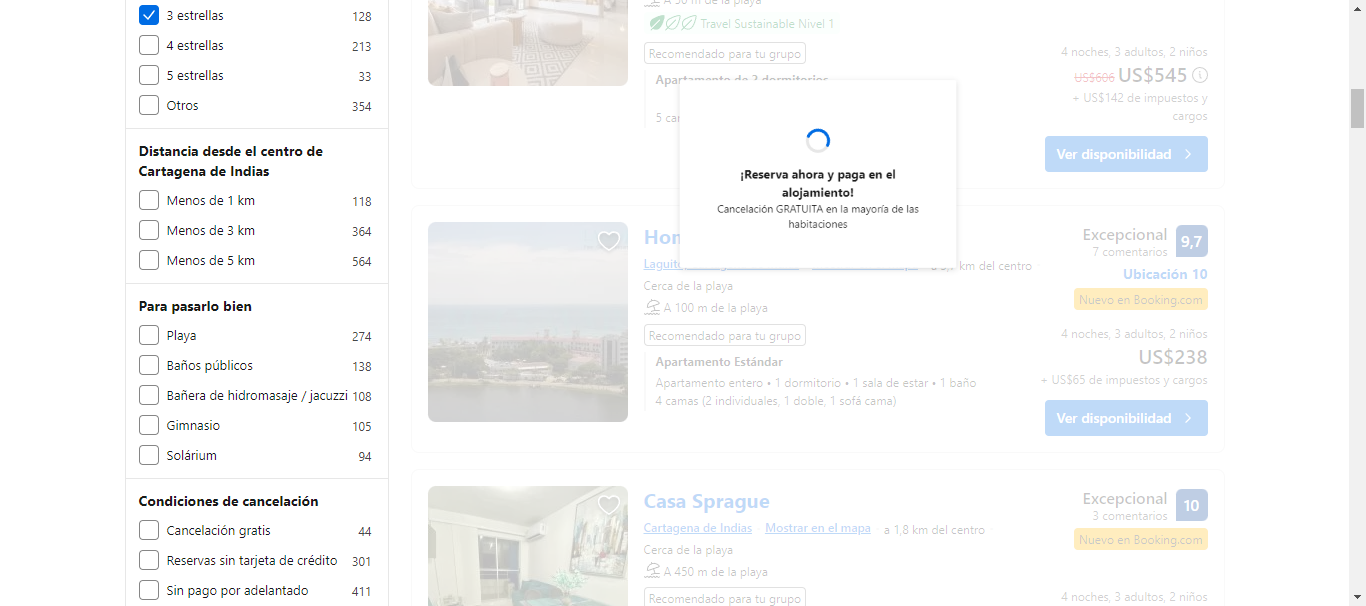 3 estrellas 128
4 estrellas 213
5 estrellas 33
Otros 354
Distancia desde el centro de
Cartagena de Indias
Menos de 1 km 118
Menos de 3 km 364
Menos de 5 km 564
Para pasarlo bien
Playa 274
Baños públicos 138
Bañera de hidromasaje / jacuzzi 108
Gimnasio 105
Solárium 94
Condiciones de cancelación
Cancelación gratis 44
Reservas sin tarjeta de crédito 301
Sin pago por adelantado 411
A 50 m de la playa
Travel Sustainable Nivel 1
Recomendado para tu grupo
Apartamento de 2 dormitorios
5
4 noches, 3 adultos, 2 niños
US$606 US$545
+ US$142 de impuestos y
cargos
Ver disponibilidad
¡Reserva ahora y paga en el
alojamiento!
Cancelación GRATUITA en la mayoría de las
habitaciones
km del centro
Cerca de la playa
A 100 m de la playa
Recomendado para tu grupo
Apartamento Estándar
Apartamento entero • 1 dormitorio • 1 sala de estar • 1 baño
4 camas (2 individuales, 1 doble, 1 sofá cama)
Excepcional 9,7
7 comentarios
Ubicación 10
Nuevo en Booking.com
4 noches, 3 adultos, 2 niños
US$238
+ US$65 de impuestos y cargos
Ver disponibilidad
Casa Sprague
Cartagena de Indias Mostrar en el mapa a 1,8 km del centro
Cerca de la playa
A 450 m de la playa
Recomendado para tu grupo
Excepcional 10
3 comentarios
Nuevo en Booking.com
4 noches, 3 adultos, 2 niños